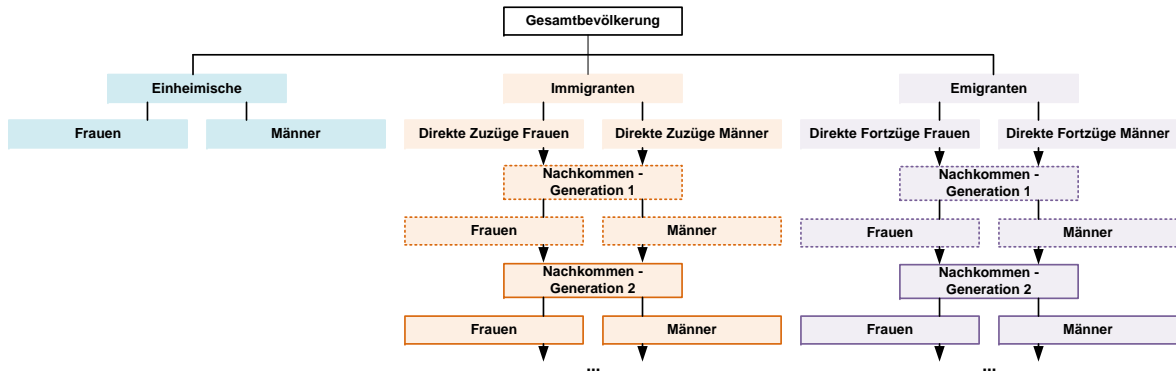 Gesamtbevölkerung
Einheimische
Immigranten
Emigranten
Frauen
Männer
Direkte Zuzüge Frauen
Direkte Zuzüge Männer
Direkte Fortzüge Frauen
Direkte Fortzüge Männer
Nachkommen -
Generation 1
Nachkommen -
Generation 1
Frauen
Männer
Frauen
Männer
Nachkommen -
Generation 2
Nachkommen -
Generation 2
Frauen
Männer
Frauen
Männer
...
...